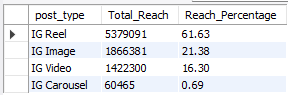 post_type Total_Reach Reach_Percentage
IG Reel 5379091 61.63
IG Image 1866381 21.38
IG Video 1422300 16.30
IG Carousel 60465 0.69